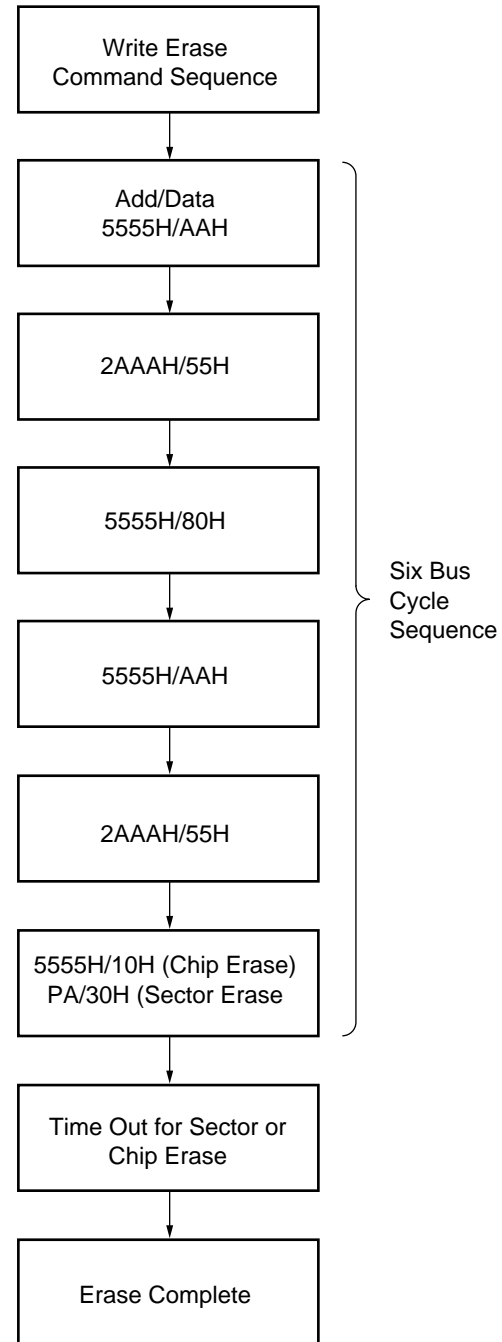 Write Erase
Command Sequence
Add/Data
5555H/AAH
2AAAH/55H
5555H/80H
5555H/AAH
2AAAH/55H
5555H/10H (Chip Erase)
PA/30H (Sector Erase
Time Out for Sector or
Chip Erase
Erase Complete
Six Bus
Cycle
Sequence